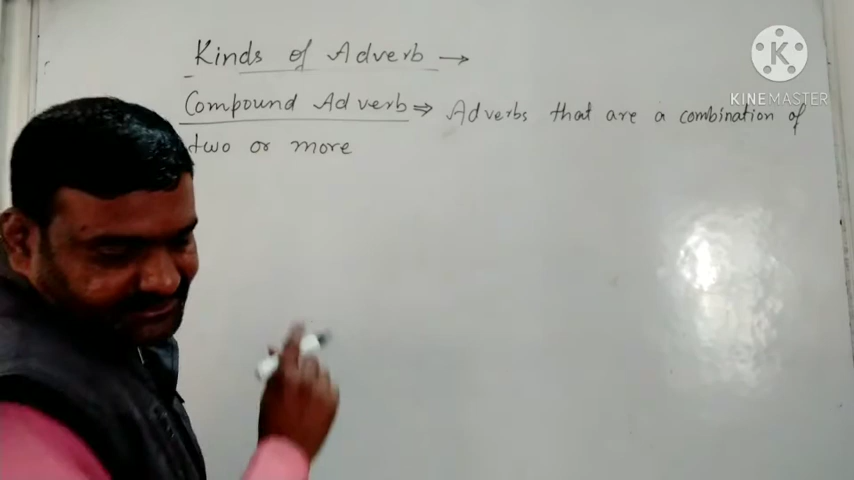 Kinds of Adverb →
Compound Adverb ⇒ Adverbs that are a combination of
two or more
K
KINEMASTER